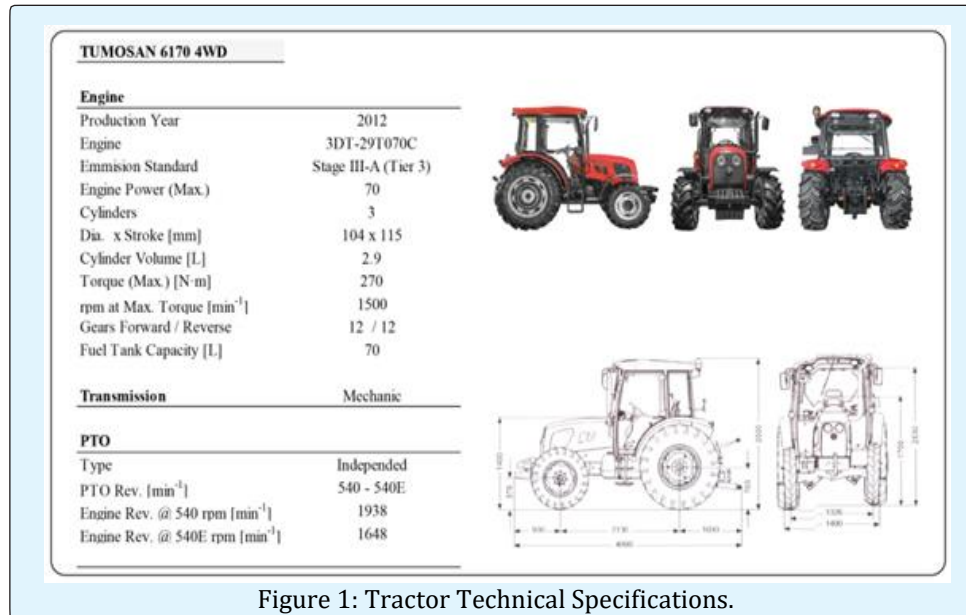 TUMOSAN 6170 4WD
Engine
Production Year 2012
Engine 3DT-29T070C
Emmision Standard Stage III-A (Tier 3)
Engine Power (Max.) 70
Cylinders 3
Dia. x Stroke [mm] 104 x 115
Cylinder Volume [L] 2.9
Torque (Max.) [N·m] 270
rpm at Max. Torque [min⁻¹] 1500
Gears Forward / Reverse 12 / 12
Fuel Tank Capacity [L] 70
Transmission Mechanic
PTO
Type Independed
PTO Rev. [min⁻¹] 540 - 540E
Engine Rev. @ 540 rpm [min⁻¹] 1938
Engine Rev. @ 540E rpm [min⁻¹] 1648
1400
Figure 1: Tractor Technical Specifications.